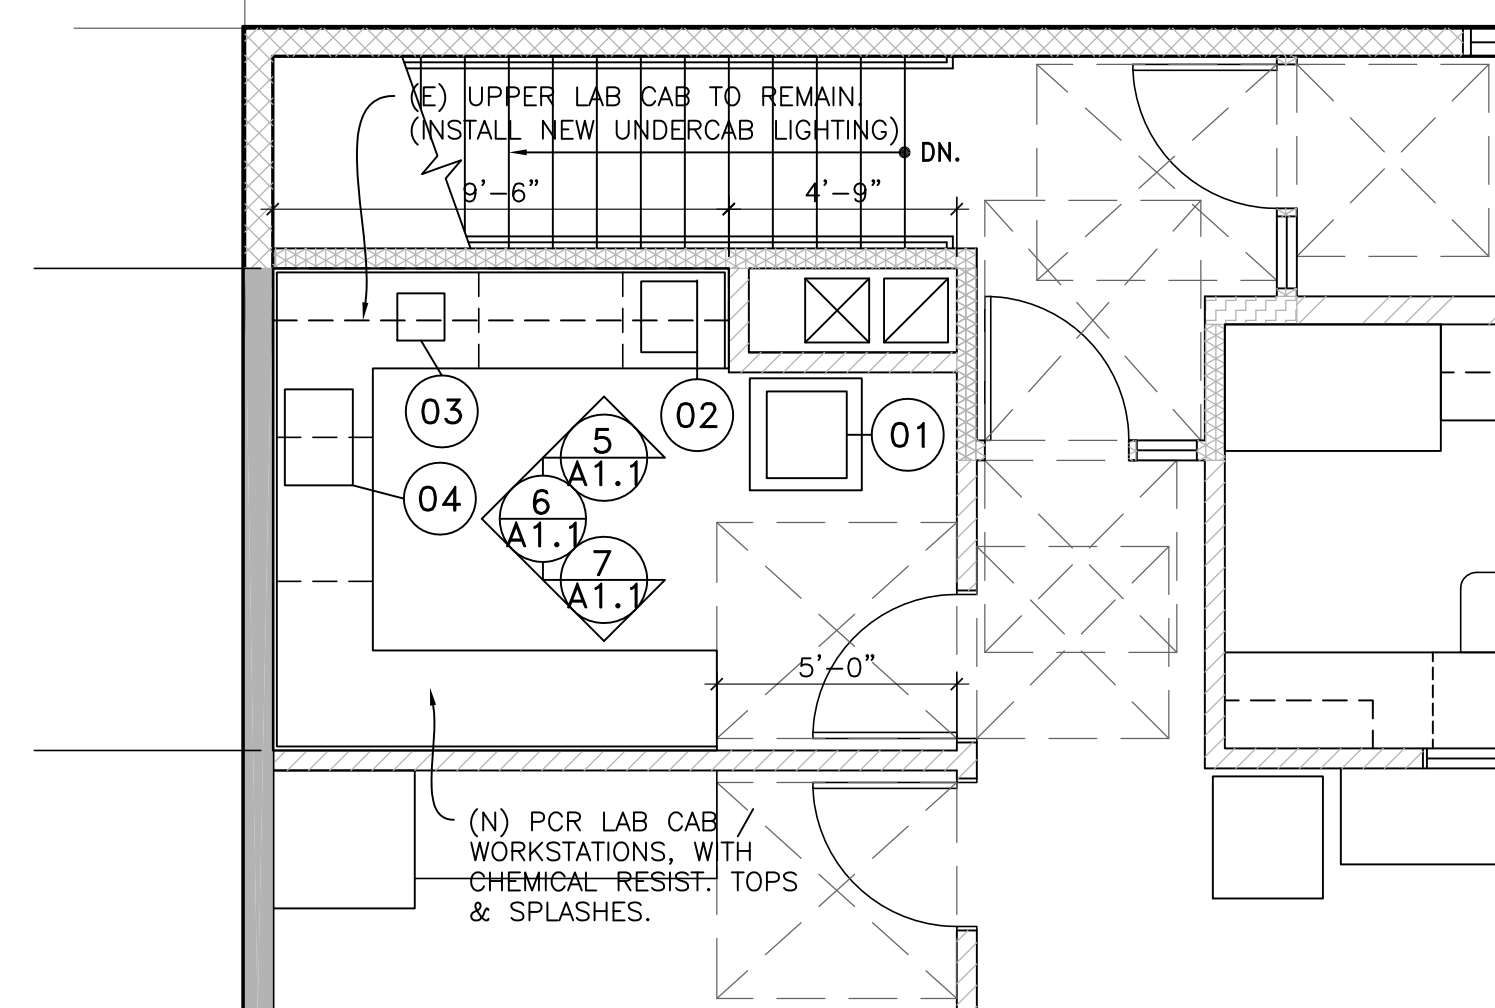 (E) UPPER LAB CAB TO REMAIN.
(INSTALL NEW UNDERCAB LIGHTING)
DN.
9'-6"
4'-9"
03
02
01
04
5
A1.1
6
A1.1
7
A1.1
5'-0"
(N) PCR LAB CAB /
WORKSTATIONS, WITH
CHEMICAL RESIST. TOPS
& SPLASHES.